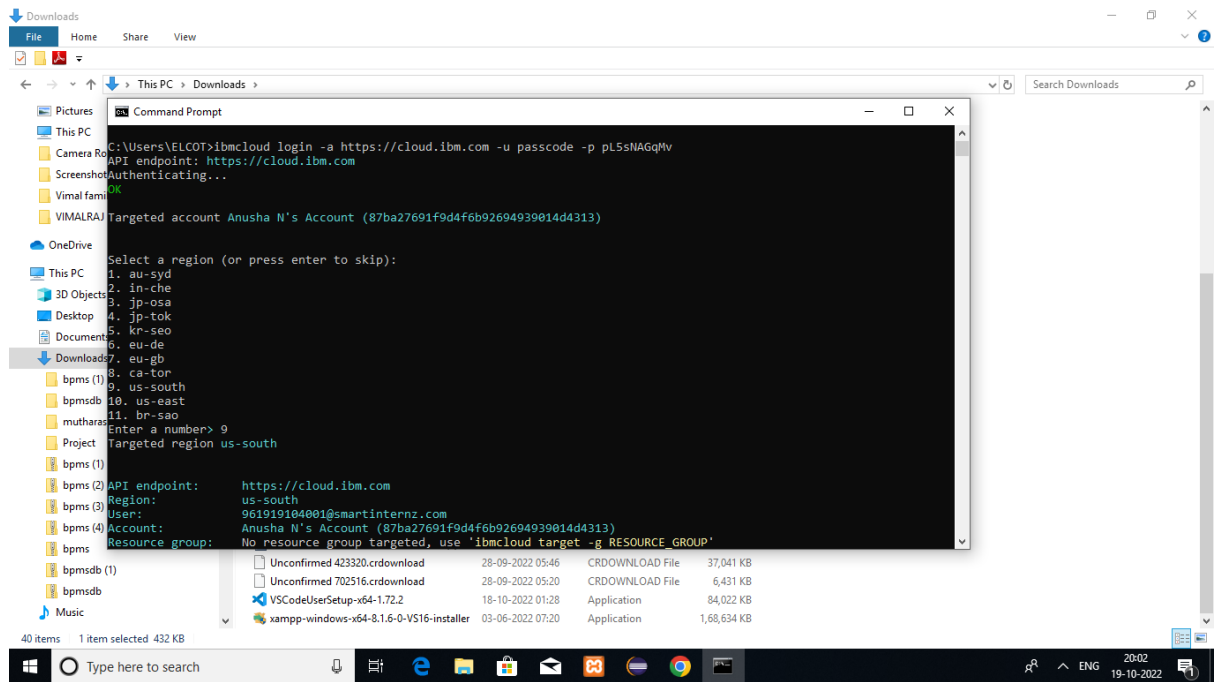 Downloads
File Home Share View
This PC Downloads
Search Downloads
Pictures
This PC
Camera Ro
Screenshot
Vimal fami
VIMALRAJ
OneDrive
This PC
3D Objects
Desktop
Document
Downloads
bpms (1)
bpmsdb
mutharas
Project
bpms (1)
bpms (2)
bpms (3)
bpms (4)
bpms
bpmsdb (1)
bpmsdb
Music
Command Prompt
C:\Users\ELCOT>ibmcloud login -a https://cloud.ibm.com -u passcode -p pL5sNAGqMv
API endpoint: https://cloud.ibm.com
Authenticating...
OK
Targeted account Anusha N's Account (87ba27691f9d4f6b92694939014d4313)
Select a region (or press enter to skip):
1. au-syd
2. in-che
3. jp-osa
4. jp-tok
5. kr-seo
6. eu-de
7. eu-gb
8. ca-tor
9. us-south
10. us-east
11. br-sao
Enter a number> 9
Targeted region us-south
API endpoint: https://cloud.ibm.com
Region: us-south
User: 961919104001@smartinternz.com
Account: Anusha N's Account (87ba27691f9d4f6b92694939014d4313)
Resource group: No resource group targeted, use 'ibmcloud target -g RESOURCE_GROUP'
Unconfirmed 423320.crdownload 28-09-2022 05:46 CRDOWNLOAD File 37,041 KB
Unconfirmed 702516.crdownload 28-09-2022 05:20 CRDOWNLOAD File 6,431 KB
VSCodeUserSetup-x64-1.72.2 18-10-2022 01:28 Application 84,022 KB
xampp-windows-x64-8.1.6-0-VS16-installer 03-06-2022 07:20 Application 1,68,634 KB
40 items 1 item selected 432 KB
Type here to search
ENG
20:02
19-10-2022
1